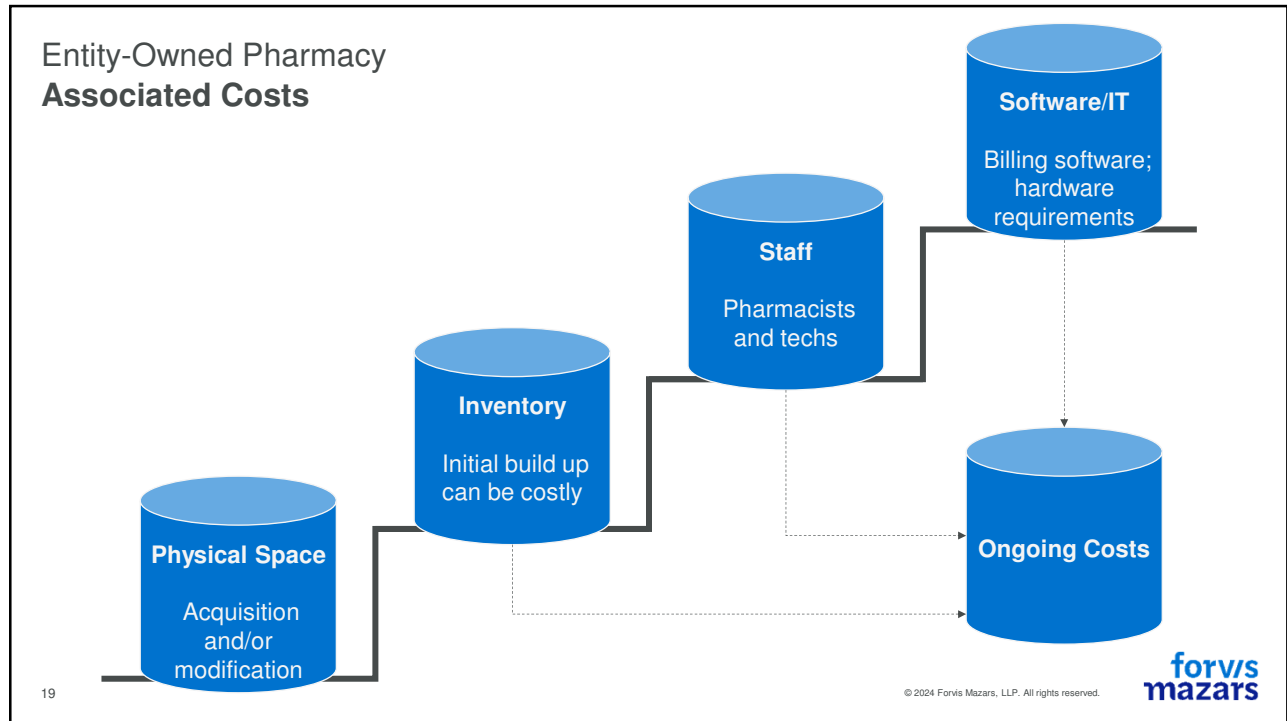 Entity-Owned Pharmacy
Associated Costs
Software/IT
Billing software;
hardware
requirements
Staff
Pharmacists
and techs
Inventory
Initial build up
can be costly
Physical Space
Acquisition
and/or
modification
Ongoing Costs
19
© 2024 Forvis Mazars, LLP. All rights reserved.
forvis
mazars